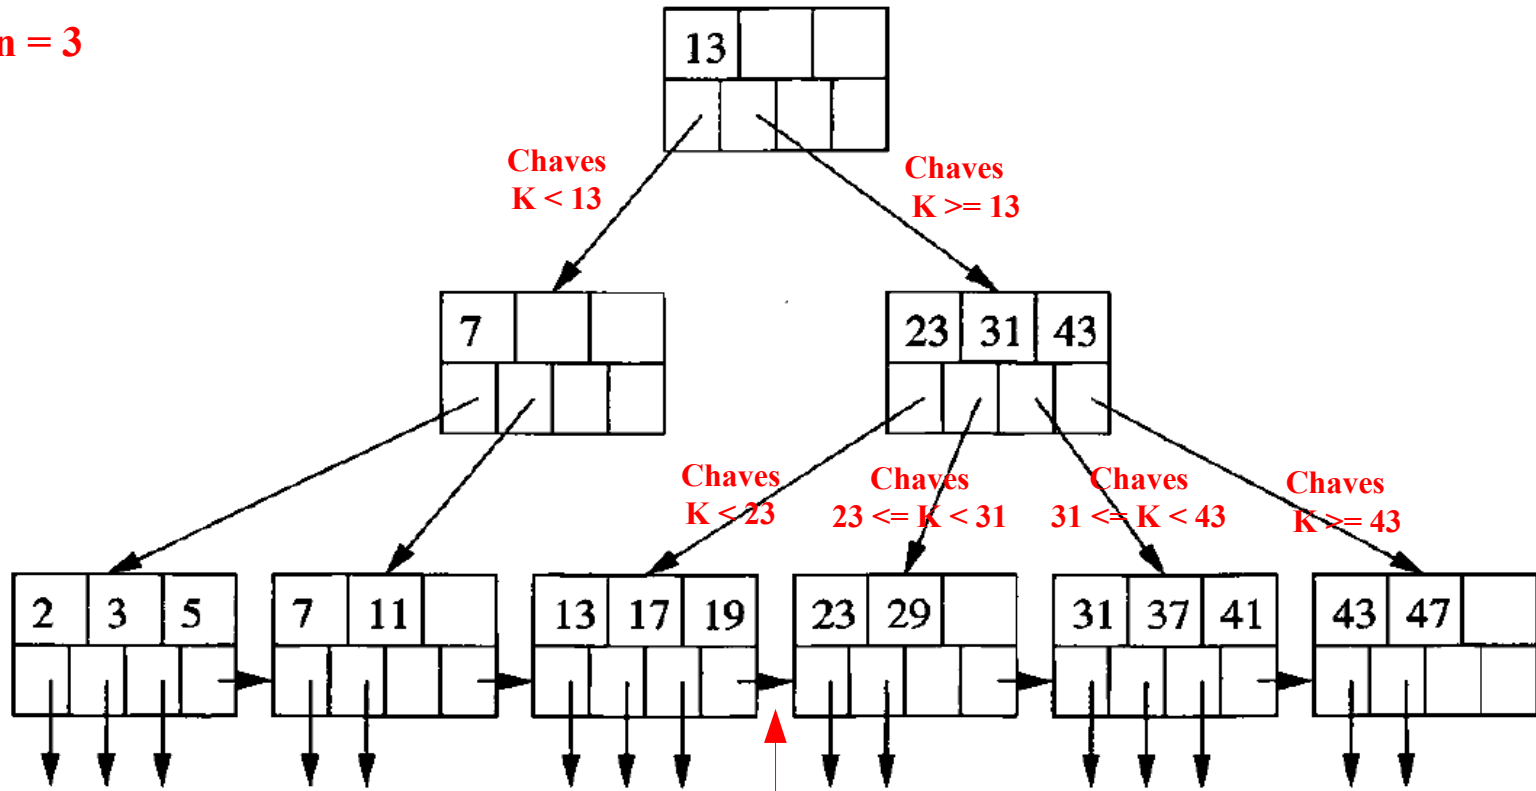 n = 3
13
Chaves
K < 13
Chaves
K >= 13
7
23 31 43
Chaves
K < 23
Chaves
23 <= K < 31
Chaves
31 <= K < 43
Chaves
K >= 43
2 3 5
7 11
13 17 19
23 29
31 37 41
43 47